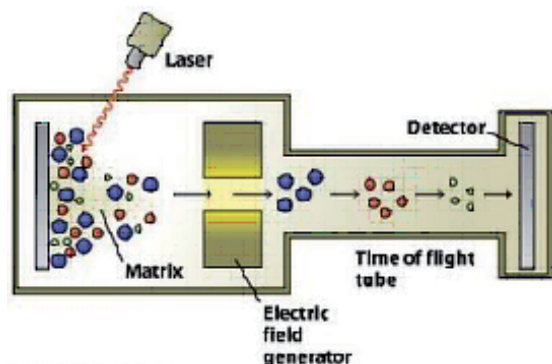 Laser
Detector
Matrix
Time of flight
tube
Electric
field
generator